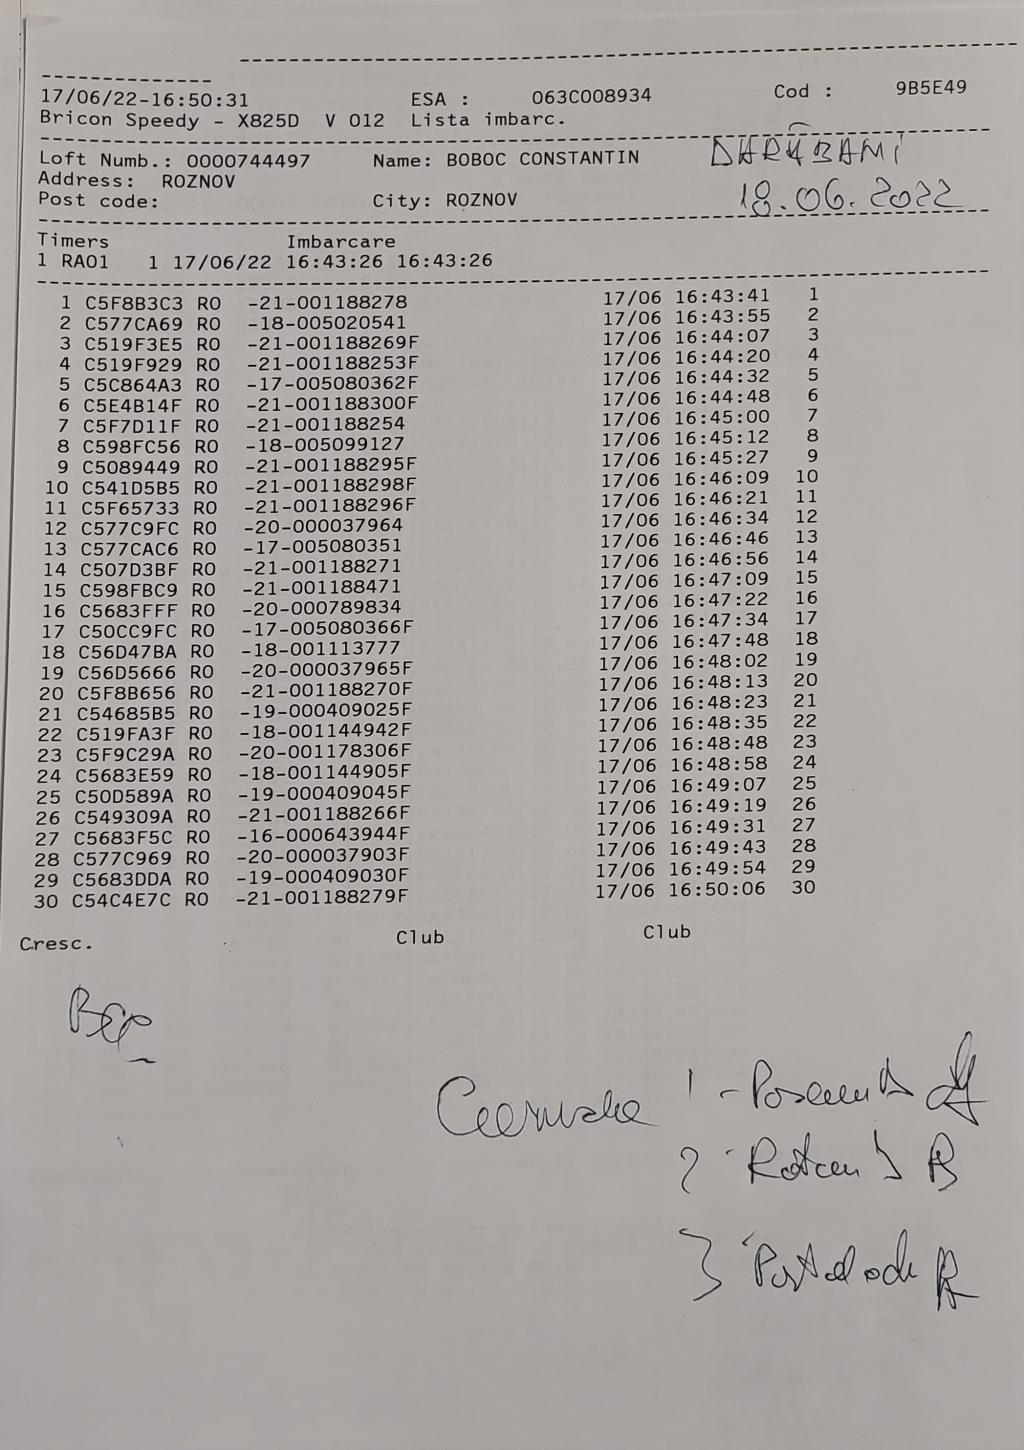 17/06/22-16:50:31 ESA : 063C008934 Cod : 9B5E49
Bricon Speedy - X825D V 012 Lista imbarc.
Loft Numb.: 0000744497 Name: BOBOC CONSTANTIN DARĂBANI
Address: ROZNOV 18.06.2022
Post code: City: ROZNOV
Timers Imbarcare
1 RA01 1 17/06/22 16:43:26 16:43:26
1 C5F8B3C3 RO -21-001188278 17/06 16:43:41 1
2 C577CA69 RO -18-005020541 17/06 16:43:55 2
3 C519F3E5 RO -21-001188269F 17/06 16:44:07 3
4 C519F929 RO -21-001188253F 17/06 16:44:20 4
5 C5C864A3 RO -17-005080362F 17/06 16:44:32 5
6 C5E4B14F RO -21-001188300F 17/06 16:44:48 6
7 C5F7D11F RO -21-001188254 17/06 16:45:00 7
8 C598FC56 RO -18-005099127 17/06 16:45:12 8
9 C5089449 RO -21-001188295F 17/06 16:45:27 9
10 C541D5B5 RO -21-001188298F 17/06 16:46:09 10
11 C5F65733 RO -21-001188296F 17/06 16:46:21 11
12 C577C9FC RO -20-000037964 17/06 16:46:34 12
13 C577CAC6 RO -17-005080351 17/06 16:46:46 13
14 C507D3BF RO -21-001188271 17/06 16:46:56 14
15 C598FBC9 RO -21-001188471 17/06 16:47:09 15
16 C5683FFF RO -20-000789834 17/06 16:47:22 16
17 C50CC9FC RO -17-005080366F 17/06 16:47:34 17
18 C56D47BA RO -18-001113777 17/06 16:47:48 18
19 C56D5666 RO -20-000037965F 17/06 16:48:02 19
20 C5F8B656 RO -21-001188270F 17/06 16:48:13 20
21 C54685B5 RO -19-000409025F 17/06 16:48:23 21
22 C519FA3F RO -18-001144942F 17/06 16:48:35 22
23 C5F9C29A RO -20-001178306F 17/06 16:48:48 23
24 C5683E59 RO -18-001144905F 17/06 16:48:58 24
25 C50D589A RO -19-000409045F 17/06 16:49:07 25
26 C549309A RO -21-001188266F 17/06 16:49:19 26
27 C5683F5C RO -16-000643944F 17/06 16:49:31 27
28 C577C969 RO -20-000037903F 17/06 16:49:43 28
29 C5683DDA RO -19-000409030F 17/06 16:49:54 29
30 C54C4E7C RO -21-001188279F 17/06 16:50:06 30
Cresc. Club Club
1 -
2
3